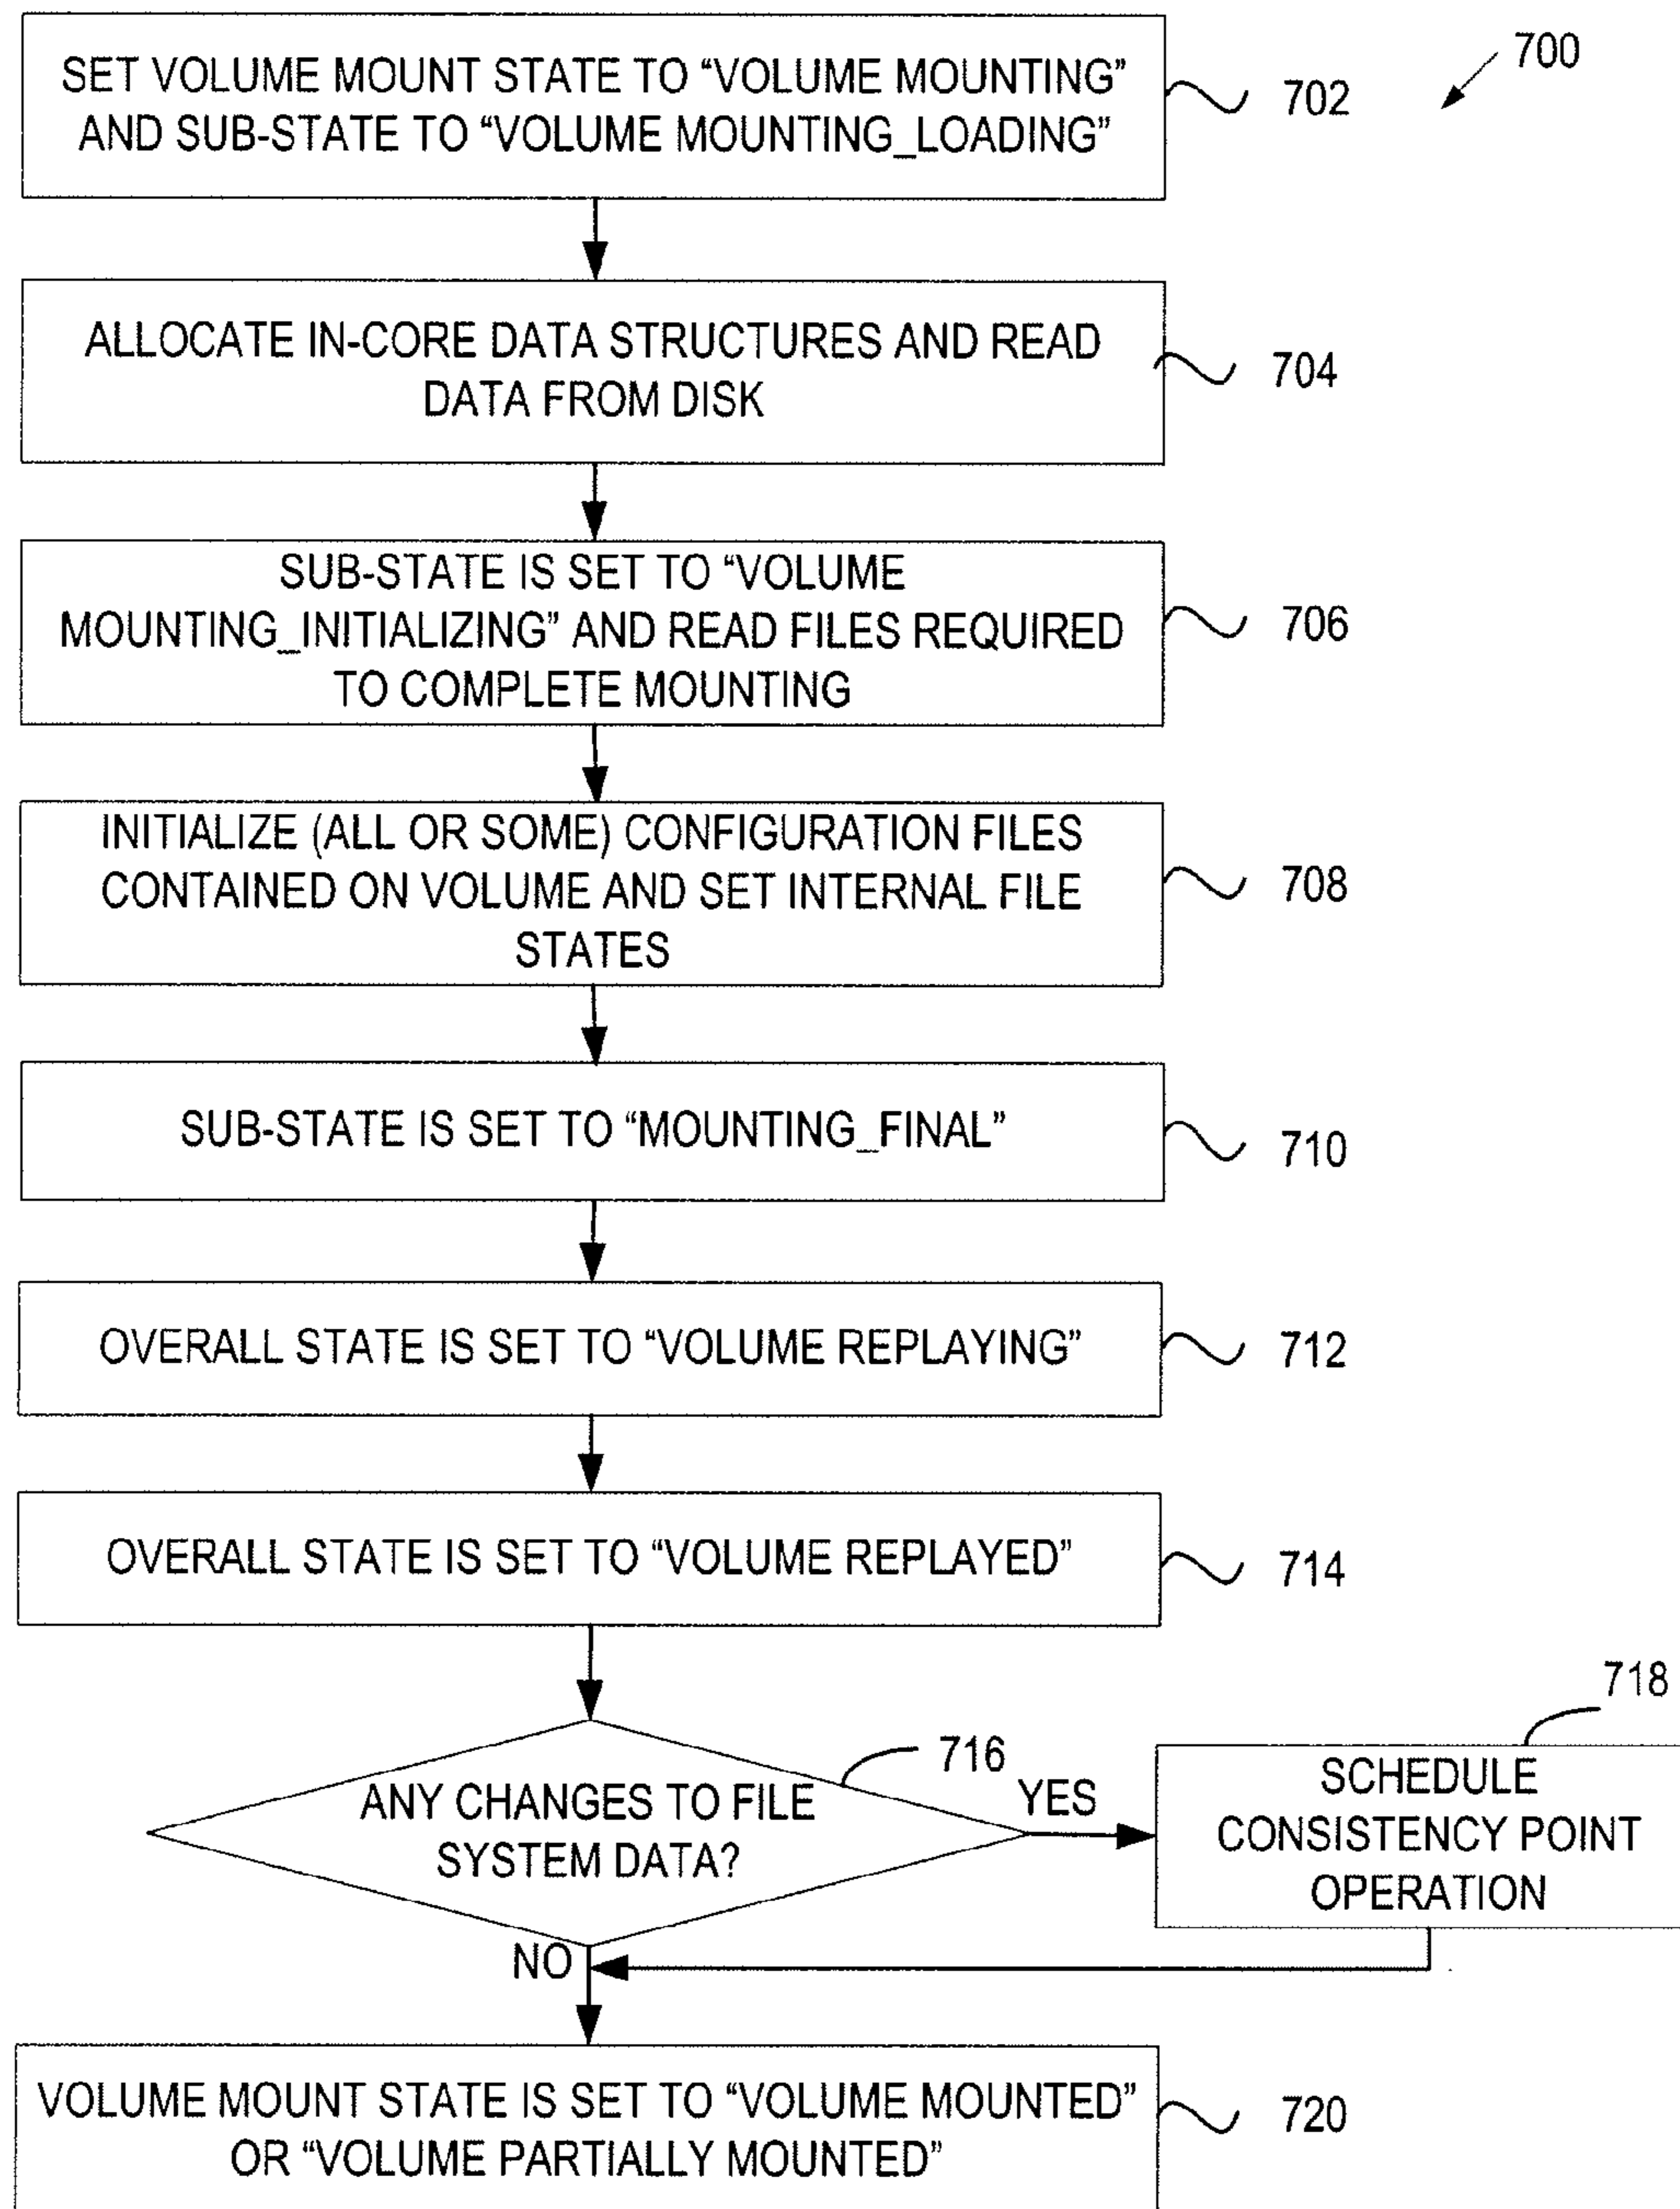 700
SET VOLUME MOUNT STATE TO “VOLUME MOUNTING”
AND SUB-STATE TO “VOLUME MOUNTING_LOADING”
702
ALLOCATE IN-CORE DATA STRUCTURES AND READ
DATA FROM DISK
704
SUB-STATE IS SET TO “VOLUME
MOUNTING_INITIALIZING” AND READ FILES REQUIRED
TO COMPLETE MOUNTING
706
INITIALIZE (ALL OR SOME) CONFIGURATION FILES
CONTAINED ON VOLUME AND SET INTERNAL FILE
STATES
708
SUB-STATE IS SET TO “MOUNTING_FINAL”
710
OVERALL STATE IS SET TO “VOLUME REPLAYING”
712
OVERALL STATE IS SET TO “VOLUME REPLAYED”
714
ANY CHANGES TO FILE
SYSTEM DATA?
716
YES
718
SCHEDULE
CONSISTENCY POINT
OPERATION
NO
VOLUME MOUNT STATE IS SET TO “VOLUME MOUNTED”
OR “VOLUME PARTIALLY MOUNTED”
720